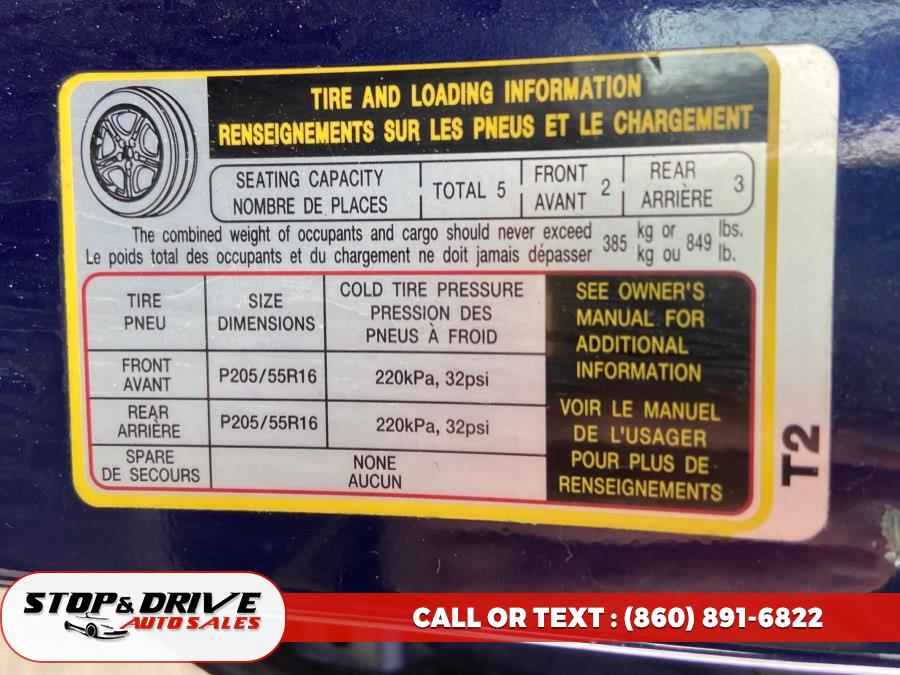 TIRE AND LOADING INFORMATION
RENSEIGNEMENTS SUR LES PNEUS ET LE CHARGEMENT
SEATING CAPACITY
NOMBRE DE PLACES
TOTAL 5
FRONT
AVANT 2
REAR
ARRIÈRE 3
The combined weight of occupants and cargo should never exceed 385 kg or 849 lbs.
Le poids total des occupants et du chargement ne doit jamais dépasser kg ou lb.
TIRE
PNEU
SIZE
DIMENSIONS
COLD TIRE PRESSURE
PRESSION DES
PNEUS À FROID
SEE OWNER'S
MANUAL FOR
ADDITIONAL
INFORMATION
FRONT
AVANT
P205/55R16
220kPa, 32psi
REAR
ARRIÈRE
P205/55R16
220kPa, 32psi
VOIR LE MANUEL
DE L'USAGER
POUR PLUS DE
RENSEIGNEMENTS
SPARE
DE SECOURS
NONE
AUCUN
T2
STOP & DRIVE
AUTO SALES
CALL OR TEXT : (860) 891-6822